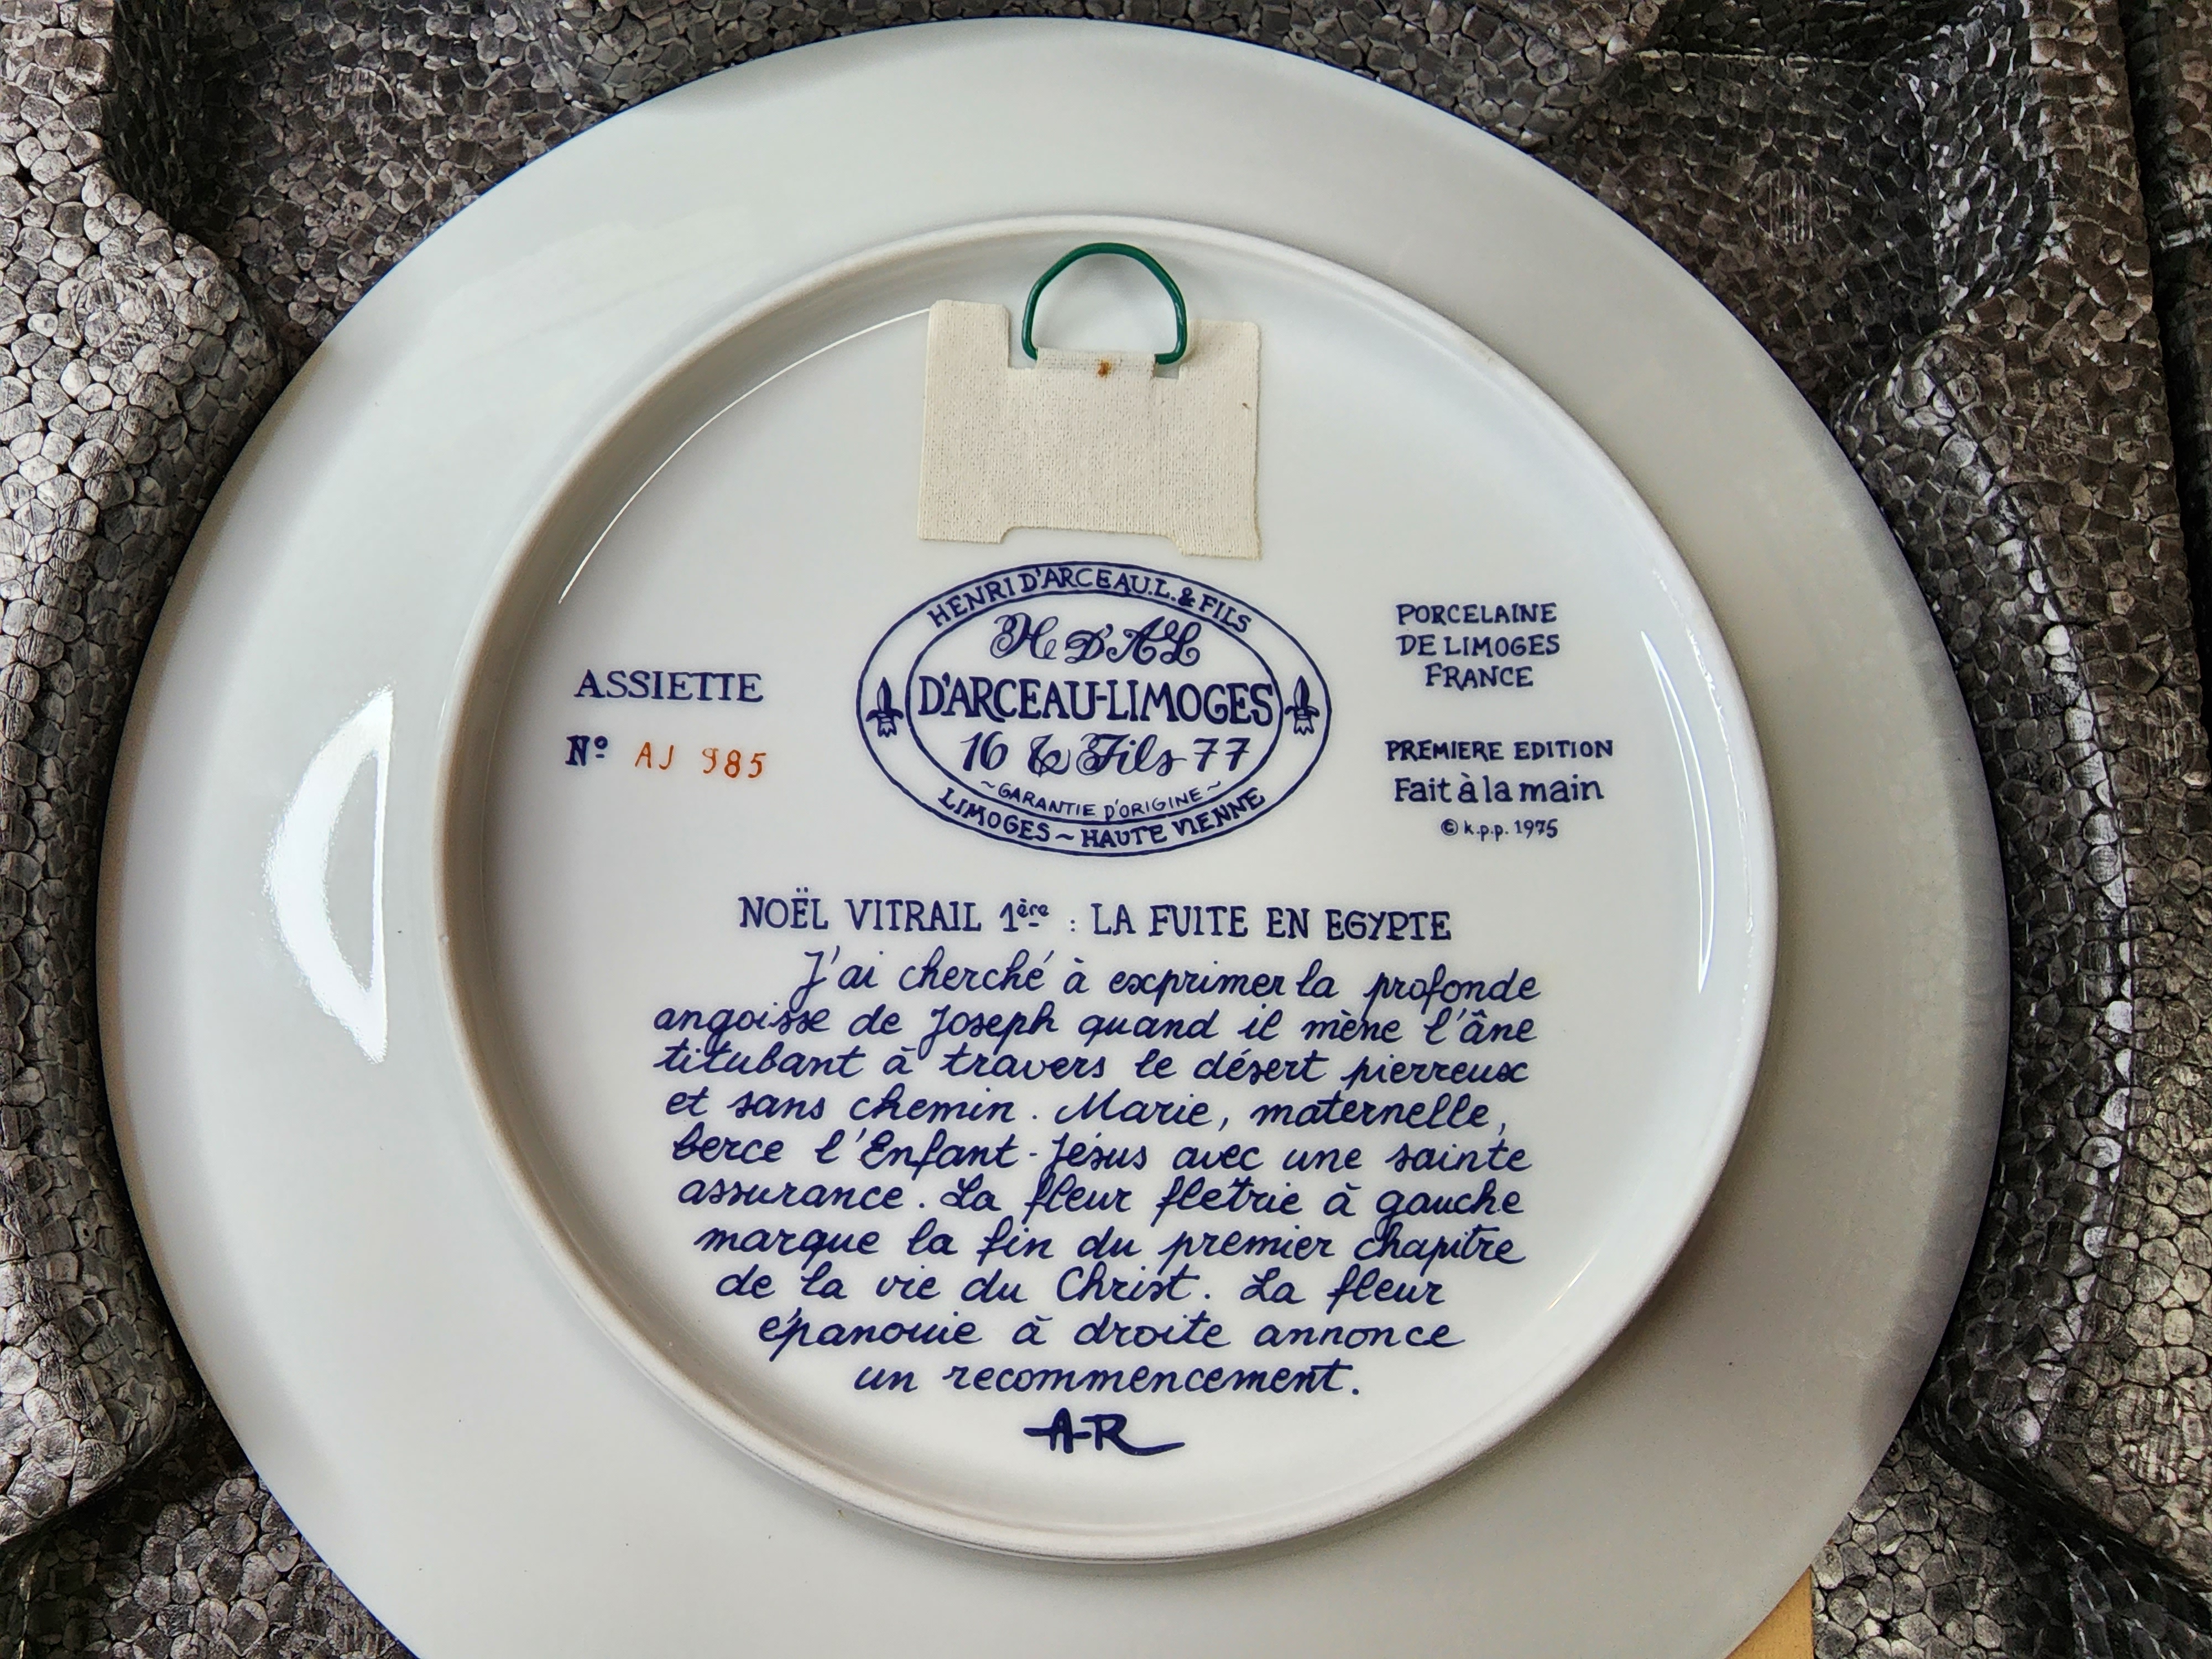 HENRI D'ARCEAU.L.& FILS
H D'AL
D'ARCEAU-LIMOGES
16 & Fils 77
~GARANTIE D'ORIGINE~
LIMOGES ~ HAUTE VIENNE
ASSIETTE
Nº AJ 985
PORCELAINE
DE LIMOGES
FRANCE
PREMIERE EDITION
Fait à la main
© k.p.p. 1975
NOËL VITRAIL 1ère : LA FUITE EN EGYPTE
J'ai cherché à exprimer la profonde
angoisse de Joseph quand il mène l'âne
titubant à travers le désert pierreux
et sans chemin. Marie, maternelle,
berce l'Enfant-Jésus avec une sainte
assurance. La fleur flétrie à gauche
marque la fin du premier chapitre
de la vie du Christ. La fleur
épanouie à droite annonce
un recommencement.
A-R